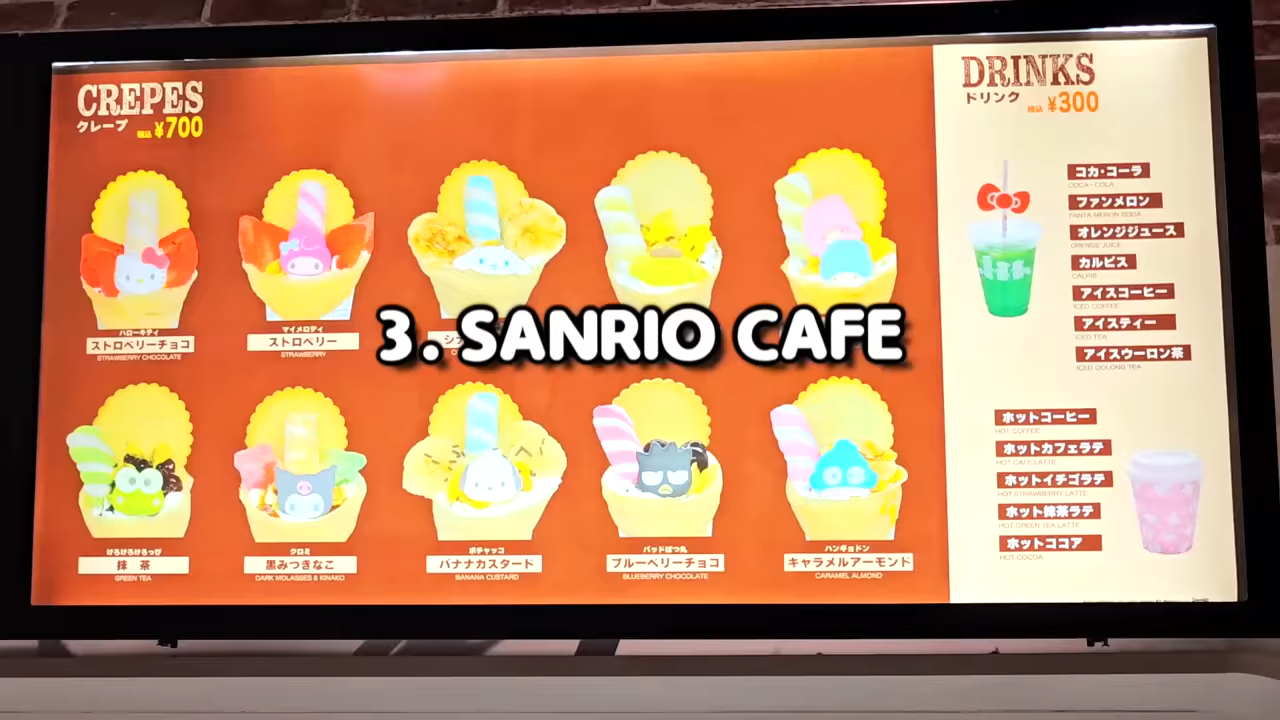 CREPES
クレープ 税込 ¥700
DRINKS
ドリンク 税込 ¥300
ハローキティ
ストロベリーチョコ
STRAWBERRY CHOCOLATE
マイメロディ
ストロベリー
STRAWBERRY
3. SANRIO CAFE
けろけろけろっぴ
抹 茶
GREEN TEA
クロミ
黒みつきなこ
DARK MOLASSES & KINAKO
ポチャッコ
バナナカスタード
BANANA CUSTARD
バッドばつ丸
ブルーベリーチョコ
BLUEBERRY CHOCOLATE
ハンギョドン
キャラメルアーモンド
CARAMEL ALMOND
コカ・コーラ
COCA-COLA
ファンメロン
FANTA MERON SODA
オレンジジュース
ORENGE JUICE
カルピス
CALPIS
アイスコーヒー
ICED COFFEE
アイスティー
ICED TEA
アイスウーロン茶
ICED OOLONG TEA
ホットコーヒー
HOT COFFEE
ホットカフェラテ
HOT CAFE LATTE
ホットイチゴラテ
HOT STRAWBERRY LATTE
ホット抹茶ラテ
HOT GREEN TEA LATTE
ホットココア
HOT COCOA